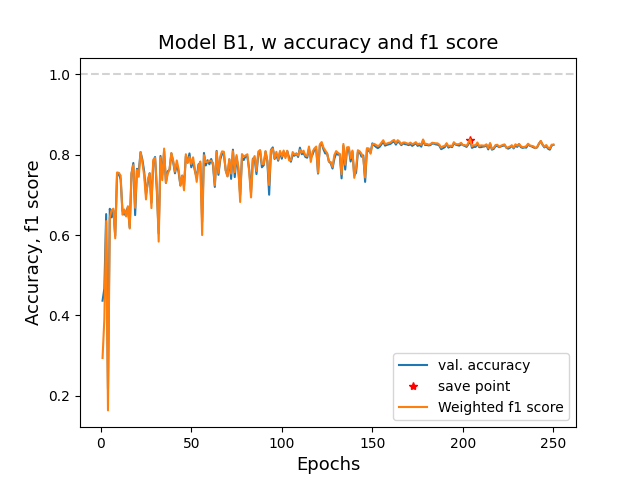 Model B1, w accuracy and f1 score
Accuracy, f1 score
1.0
0.8
0.6
0.4
0.2
0
50
100
150
200
250
Epochs
val. accuracy
save point
Weighted f1 score